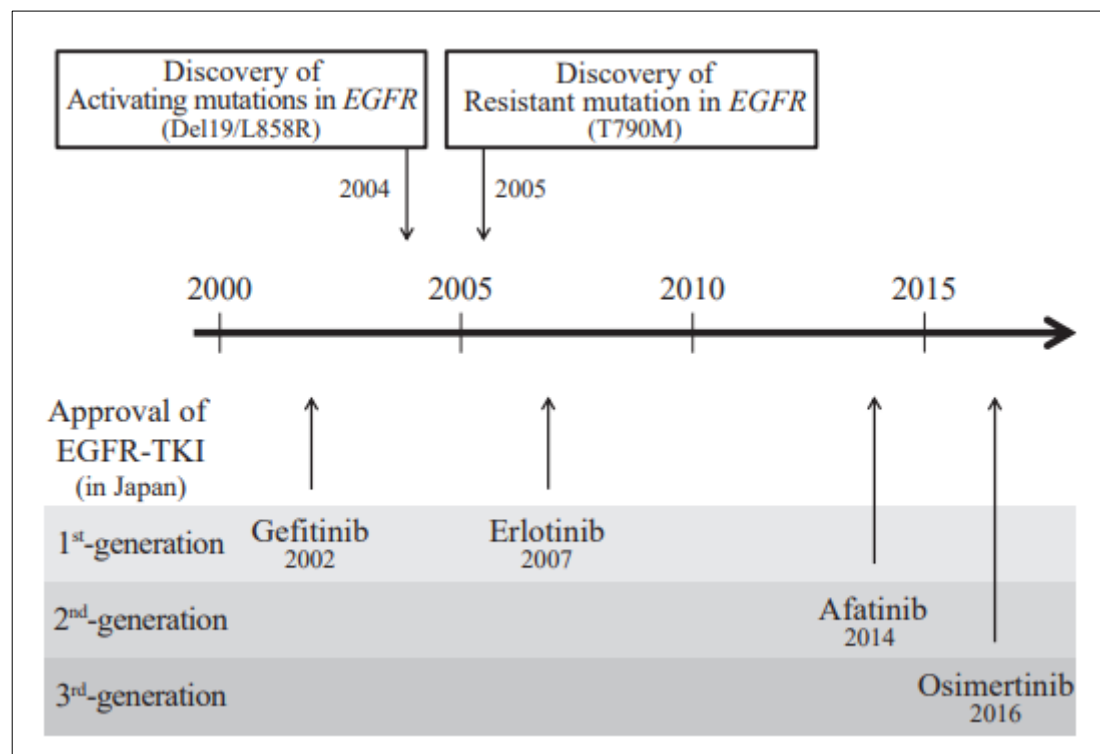 Discovery of
Activating mutations in EGFR
(Del19/L858R)
Discovery of
Resistant mutation in EGFR
(T790M)
2004
2005
2000
2005
2010
2015
Approval of
EGFR-TKI
(in Japan)
1st-generation
Gefitinib
2002
Erlotinib
2007
2nd-generation
Afatinib
2014
3rd-generation
Osimertinib
2016